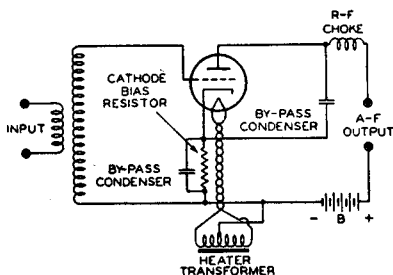 R-F
CHOKE
CATHODE
BIAS
RESISTOR
BY-PASS
CONDENSER
INPUT
A-F
OUTPUT
BY-PASS
CONDENSER
- B +
HEATER
TRANSFORMER